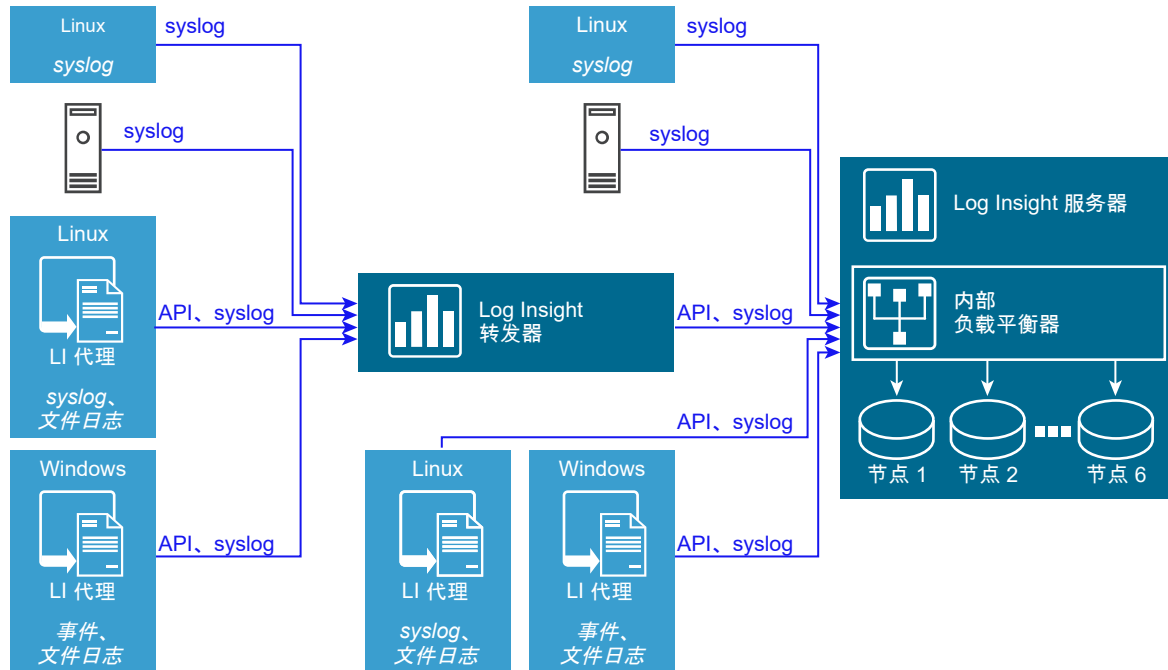 Linux
syslog
syslog
syslog
Linux
LI 代理
syslog、
文件日志
API、syslog
Windows
LI 代理
事件、
文件日志
API、syslog
Log Insight
转发器
API、syslog
Linux
syslog
syslog
syslog
Linux
LI 代理
syslog、
文件日志
API、syslog
Windows
LI 代理
事件、
文件日志
API、syslog
Log Insight 服务器
内部
负载平衡器
节点 1
节点 2
节点 6